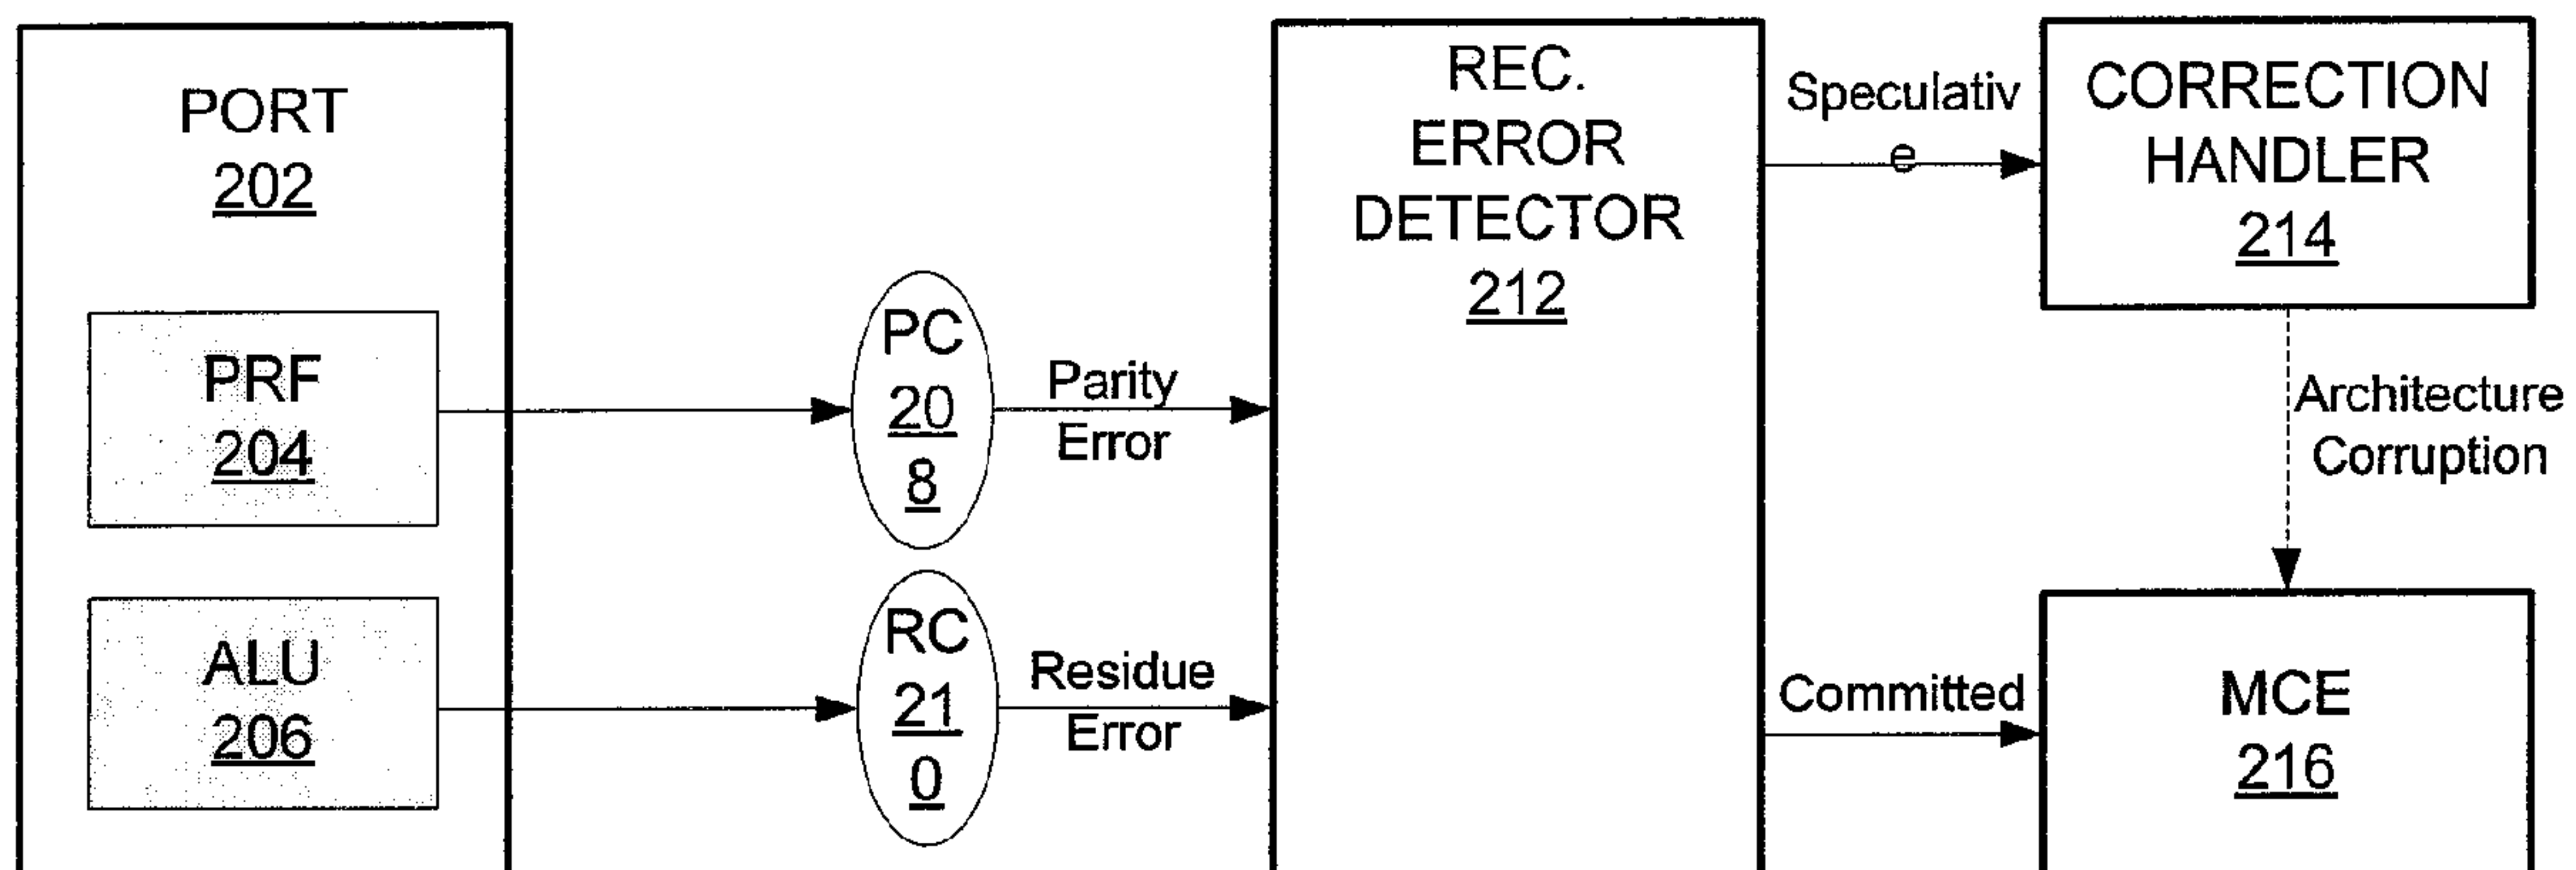 PORT
202
PRF
204
ALU
206
PC
20
8
RC
21
0
Parity
Error
Residue
Error
REC.
ERROR
DETECTOR
212
Speculativ
e
Committed
CORRECTION
HANDLER
214
Architecture
Corruption
MCE
216